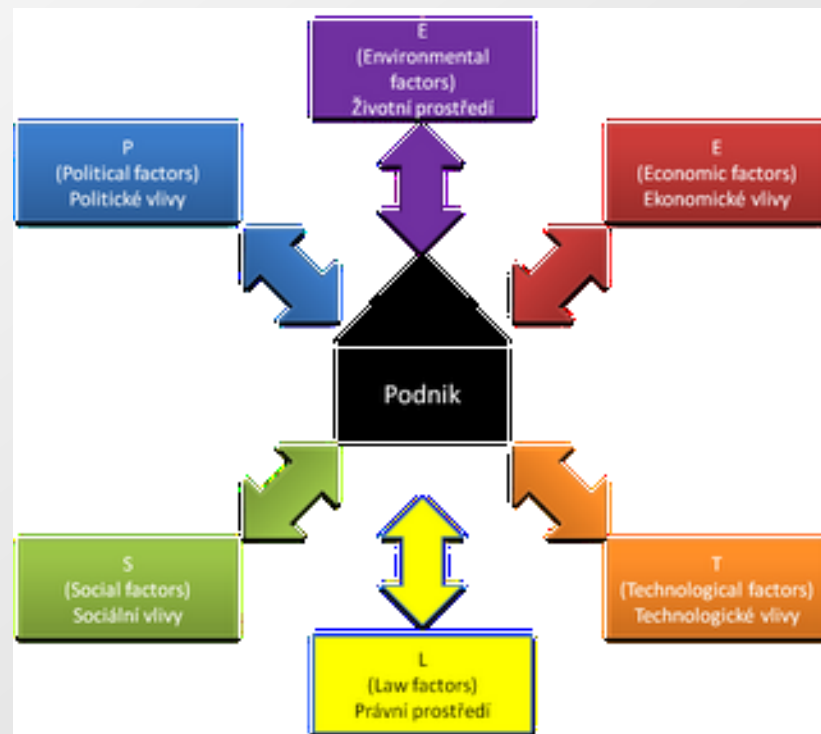 E
(Environmental
factors)
Životní prostředí
P
(Political factors)
Politické vlivy
E
(Economic factors)
Ekonomické vlivy
Podnik
S
(Social factors)
Sociální vlivy
T
(Technological factors)
Technologické vlivy
L
(Law factors)
Právní prostředí